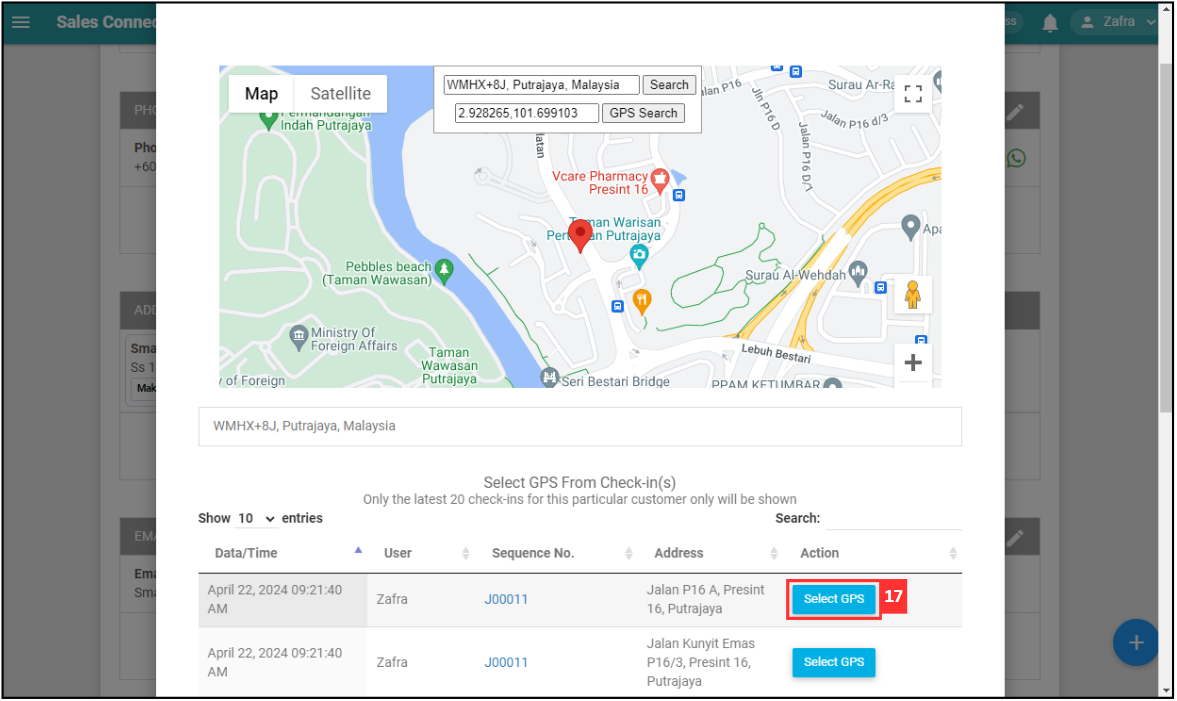 Sales Connec
ss
Zafra
PHO
Pho
+60
ADD
Sma
Ss 1
Mak
EMA
Ema
Sma
Map
Satellite
WMHX+8J, Putrajaya, Malaysia
Search
2.928265,101.699103
GPS Search
Indah Putrajaya
Jalan P16
Jln P16 D
Surau Ar-Ra
Jalan P16 d/3
Jalan P16 D/1
latan
Vcare Pharmacy
Presint 16
Taman Warisan
Putrajaya
Apa
Pebbles beach
(Taman Wawasan)
Surau Al-Wehdah
Ministry Of
Foreign Affairs
Taman
Wawasan
Putrajaya
y of Foreign
Lebuh Bestari
Seri Bestari Bridge
PPAM KETUMBAR
WMHX+8J, Putrajaya, Malaysia
Select GPS From Check-in(s)
Only the latest 20 check-ins for this particular customer only will be shown
Show 10 entries
Search:
Data/Time User Sequence No. Address Action
April 22, 2024 09:21:40
AM
Zafra
J00011
Jalan P16 A, Presint
16, Putrajaya
Select GPS
17
April 22, 2024 09:21:40
AM
Zafra
J00011
Jalan Kunyit Emas
P16/3, Presint 16,
Putrajaya
Select GPS